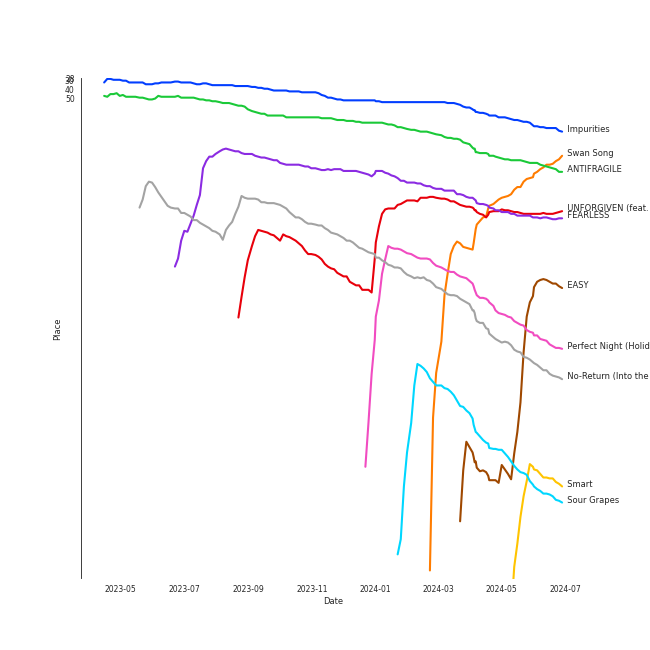 40
50
Impurities
Swan Song
ANTIFRAGILE
UNFORGIVEN (feat.
FEARLESS
EASY
Place
Perfect Night (Holid
No-Return (Into the
Smart
Sour Grapes
2023-05 2023-07 2023-09 2023-11 2024-01 2024-03 2024-05 2024-07
Date